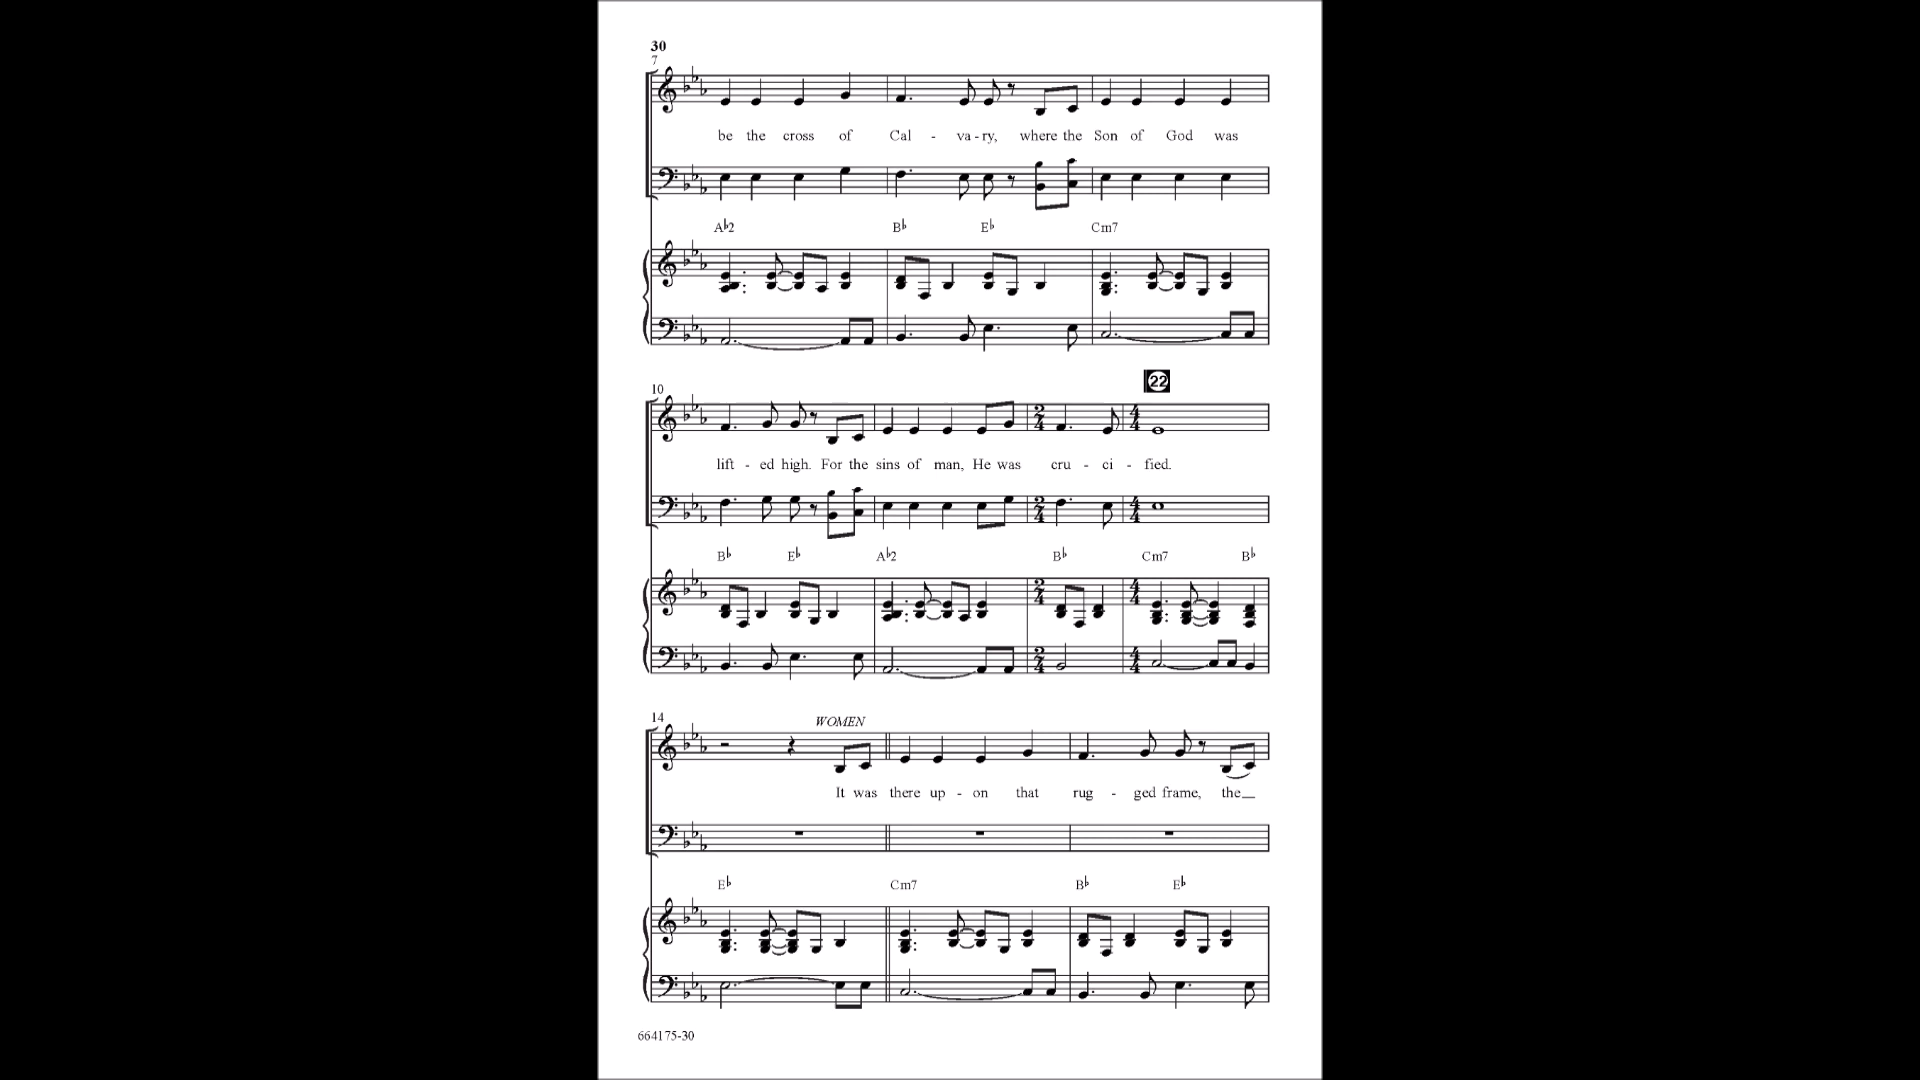 30
7
be the cross of Cal - va - ry, where the Son of God was
A♭2 B♭ E♭ Cm7
22
10
lift - ed high. For the sins of man, He was cru - ci - fied.
B♭ E♭ A♭2 B♭ Cm7 B♭
14
WOMEN
It was there up - on that rug - ged frame, the
E♭ Cm7 B♭ E♭
664175-30